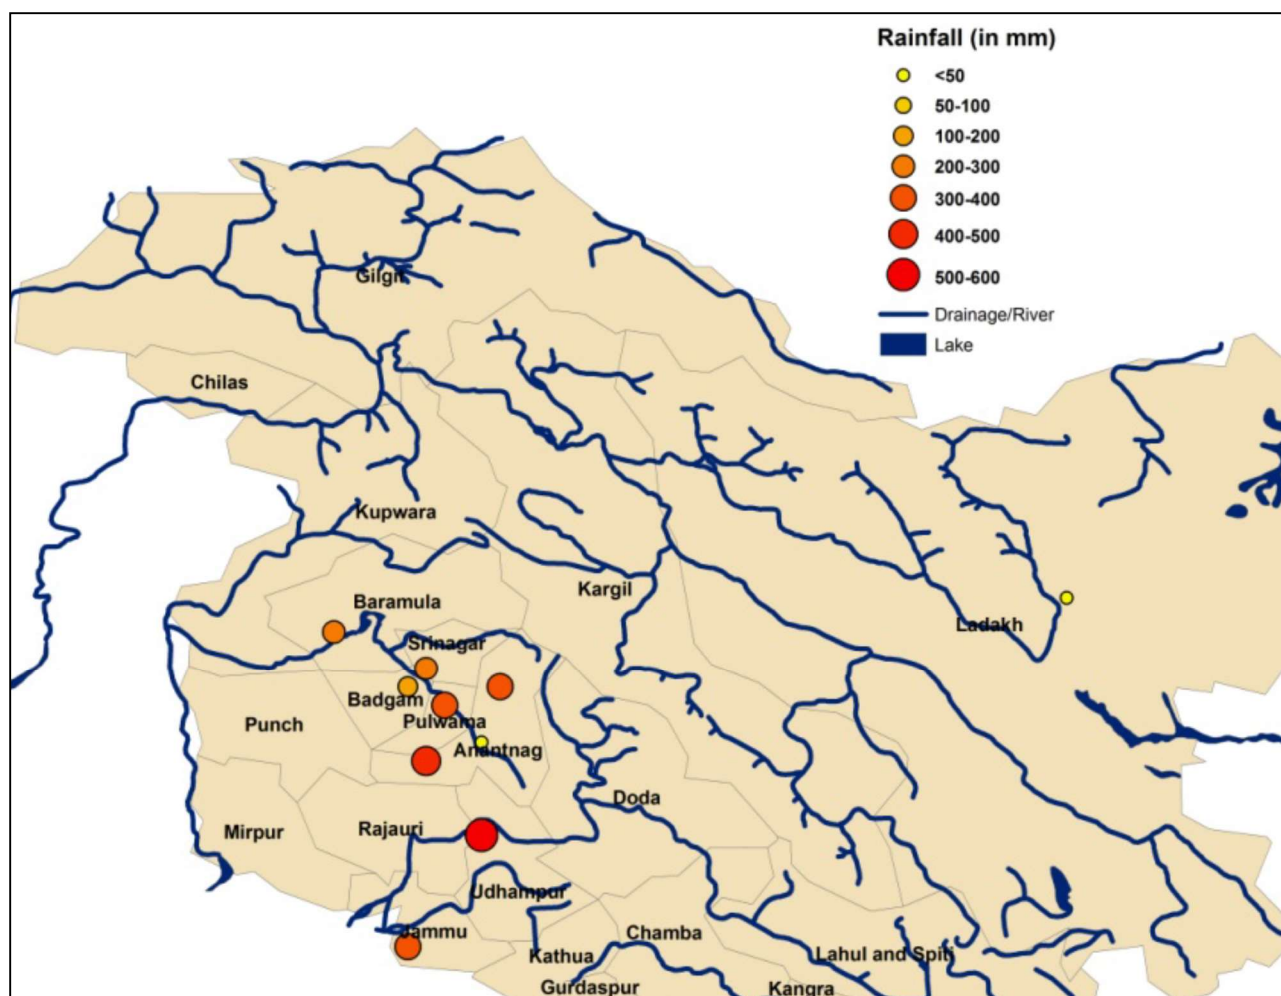 Rainfall (in mm)
<50
50-100
100-200
200-300
300-400
400-500
500-600
Drainage/River
Lake
Gilgit
Chilas
Kupwara
Kargil
Baramula
Ladakh
Srinagar
Badgam
Pulwama
Punch
Anantnag
Doda
Mirpur
Rajauri
Udhampur
Jammu
Chamba
Kathua
Lahul and Spiti
Gurdaspur
Kangra